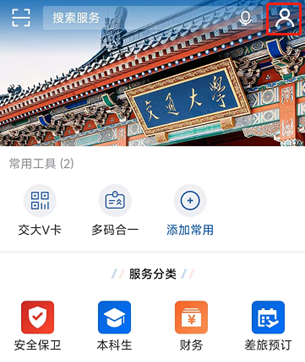 搜索服务
交通大學
常用工具 (2)
交大V卡 多码合一 添加常用
服务分类
安全保卫 本科生 财务 差旅预订